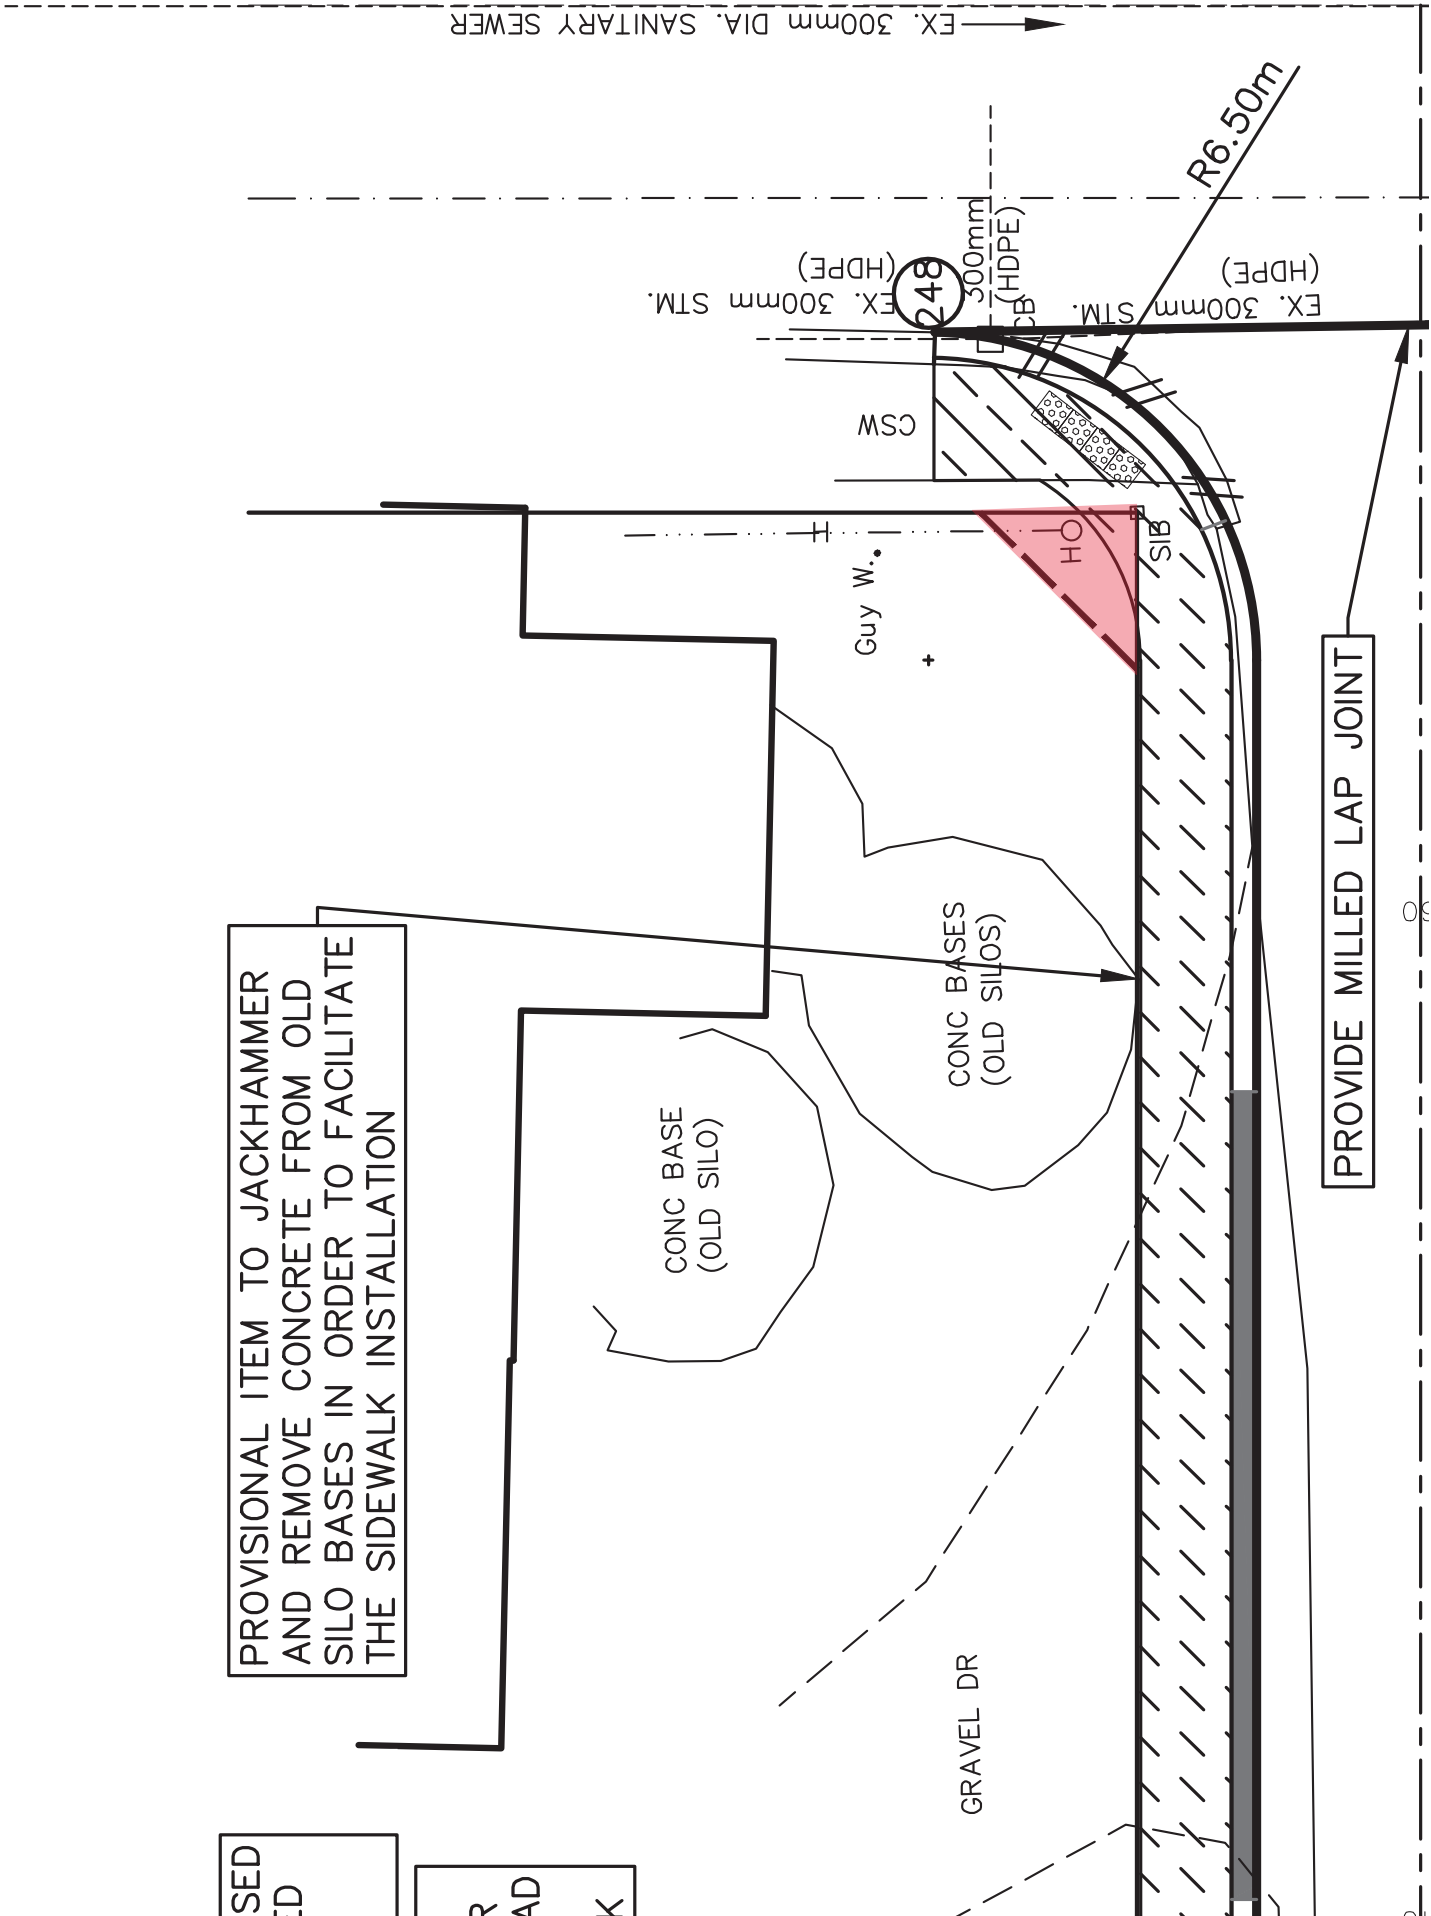 EX. 300mm DIA. SANITARY SEWER
R6.50m
300mm
(HDPE)
CB
248
EX. 300mm STM.
(HDPE)
EX. 300mm STM.
(HDPE)
CSW
H
HO
SIB
Guy W.
PROVIDE MILLED LAP JOINT
PROVISIONAL ITEM TO JACKHAMMER
AND REMOVE CONCRETE FROM OLD
SILO BASES IN ORDER TO FACILITATE
THE SIDEWALK INSTALLATION
CONC BASES
(OLD SILOS)
CONC BASE
(OLD SILO)
GRAVEL DR
SED
ED
R
AD
K